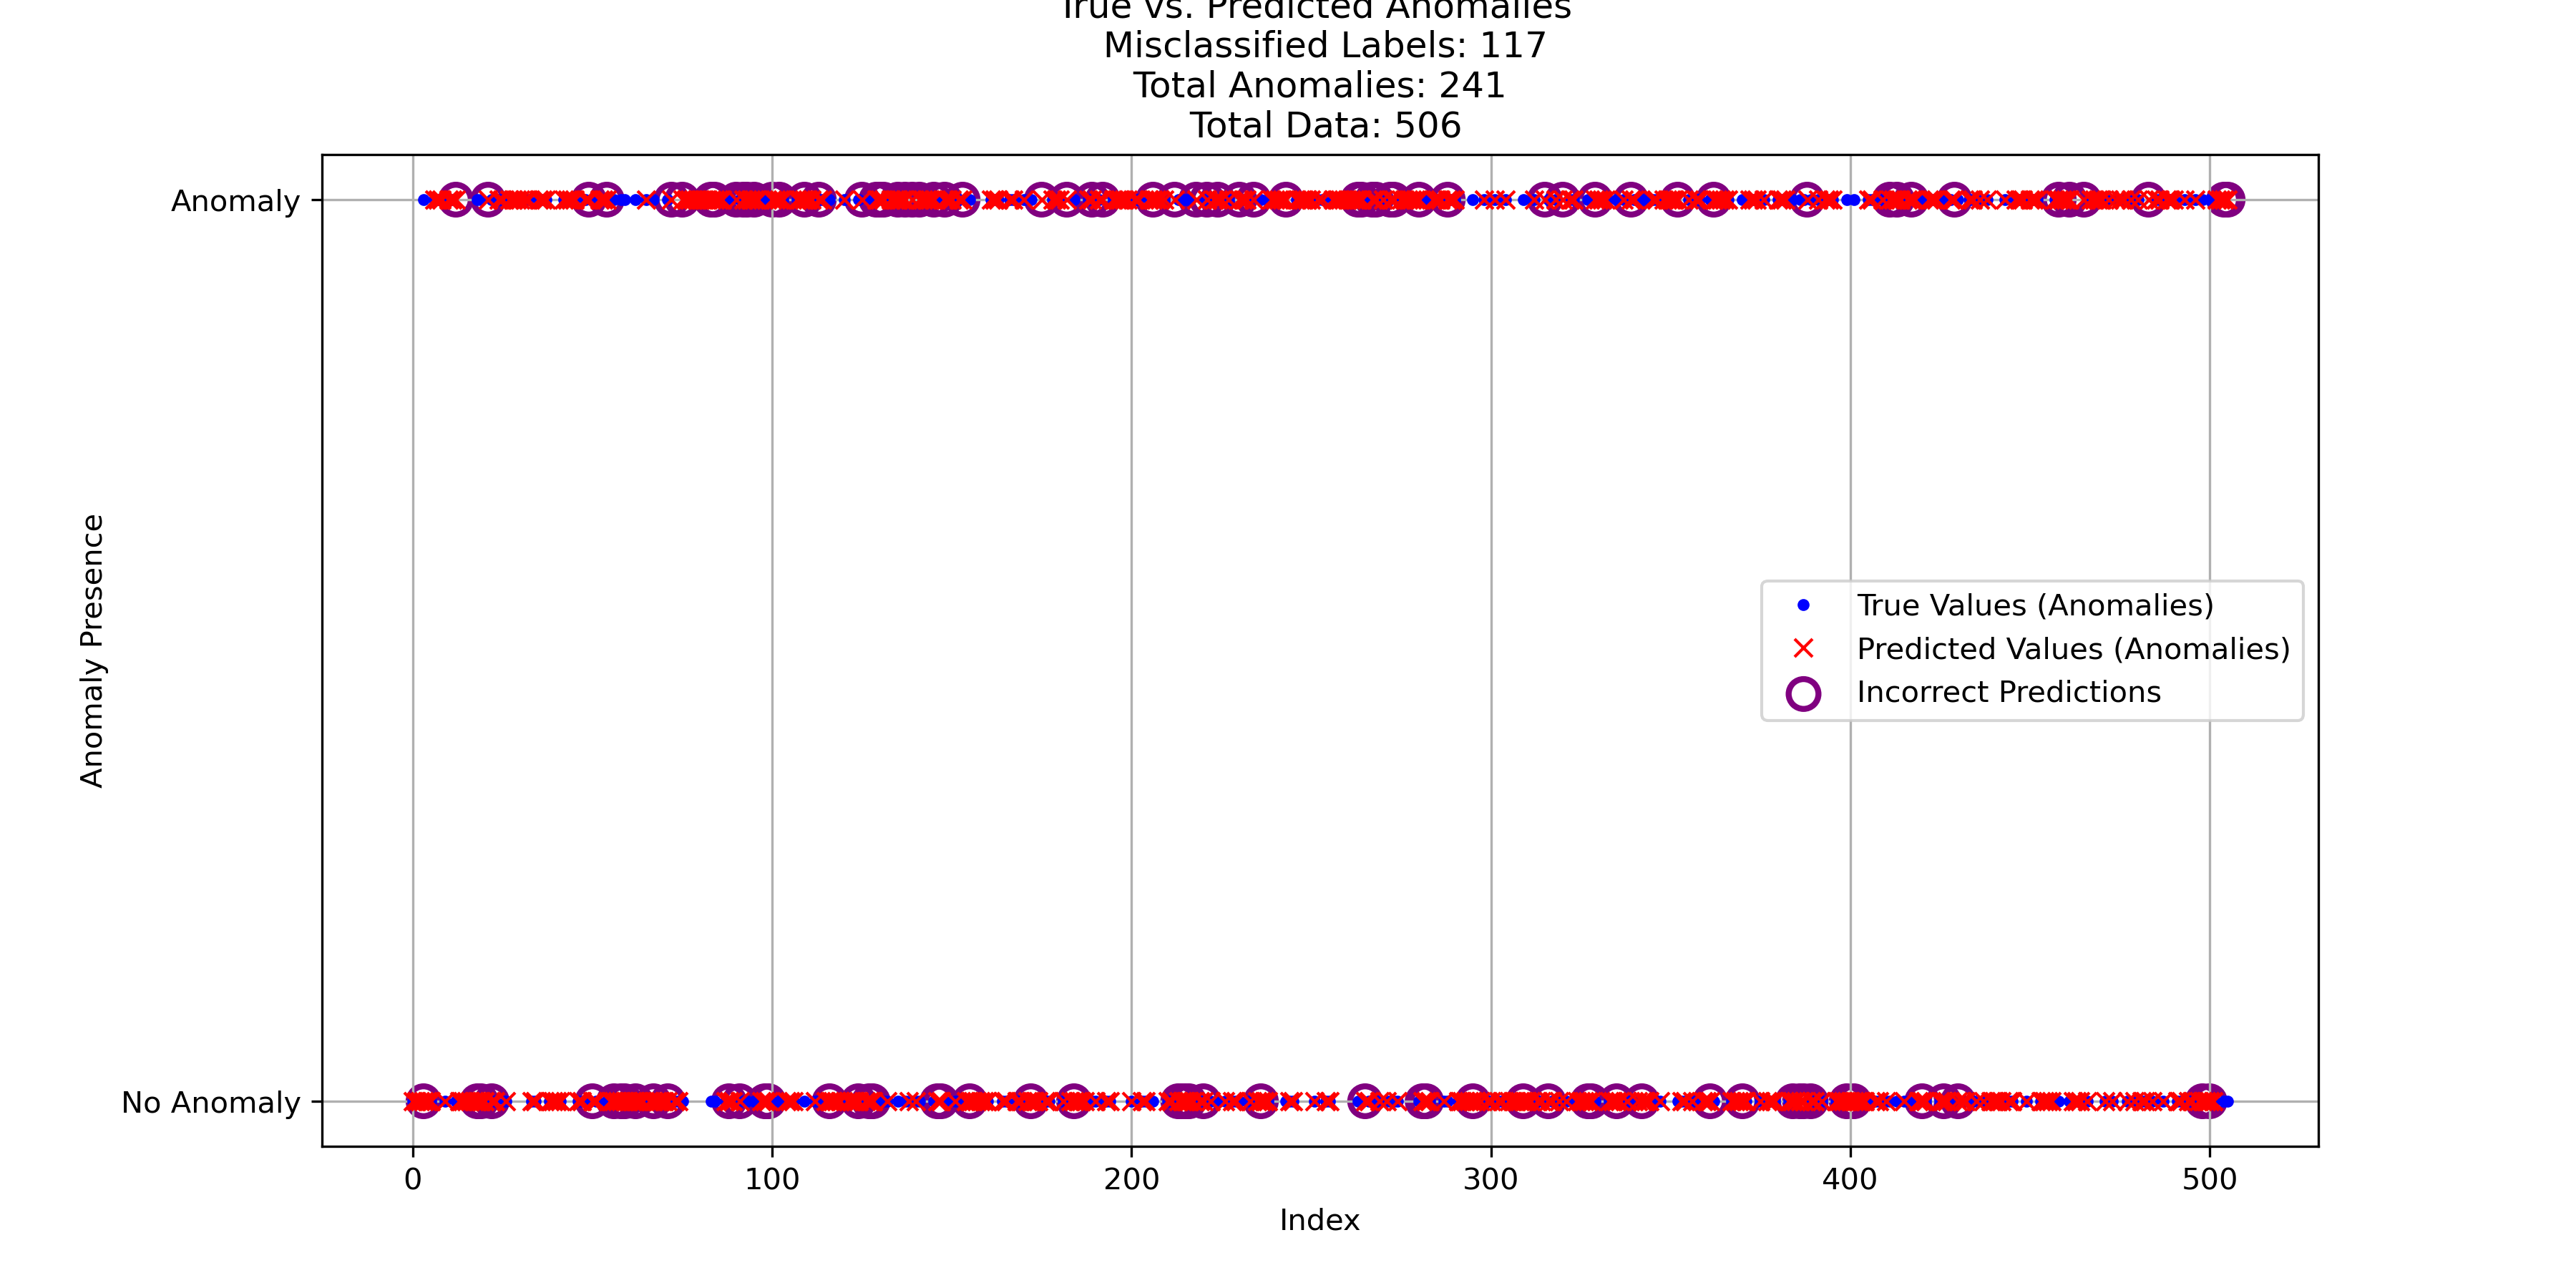 True vs. Predicted Anomalies
Misclassified Labels: 117
Total Anomalies: 241
Total Data: 506
Anomaly
Anomaly Presence
True Values (Anomalies)
Predicted Values (Anomalies)
Incorrect Predictions
No Anomaly
0 100 200 300 400 500
Index